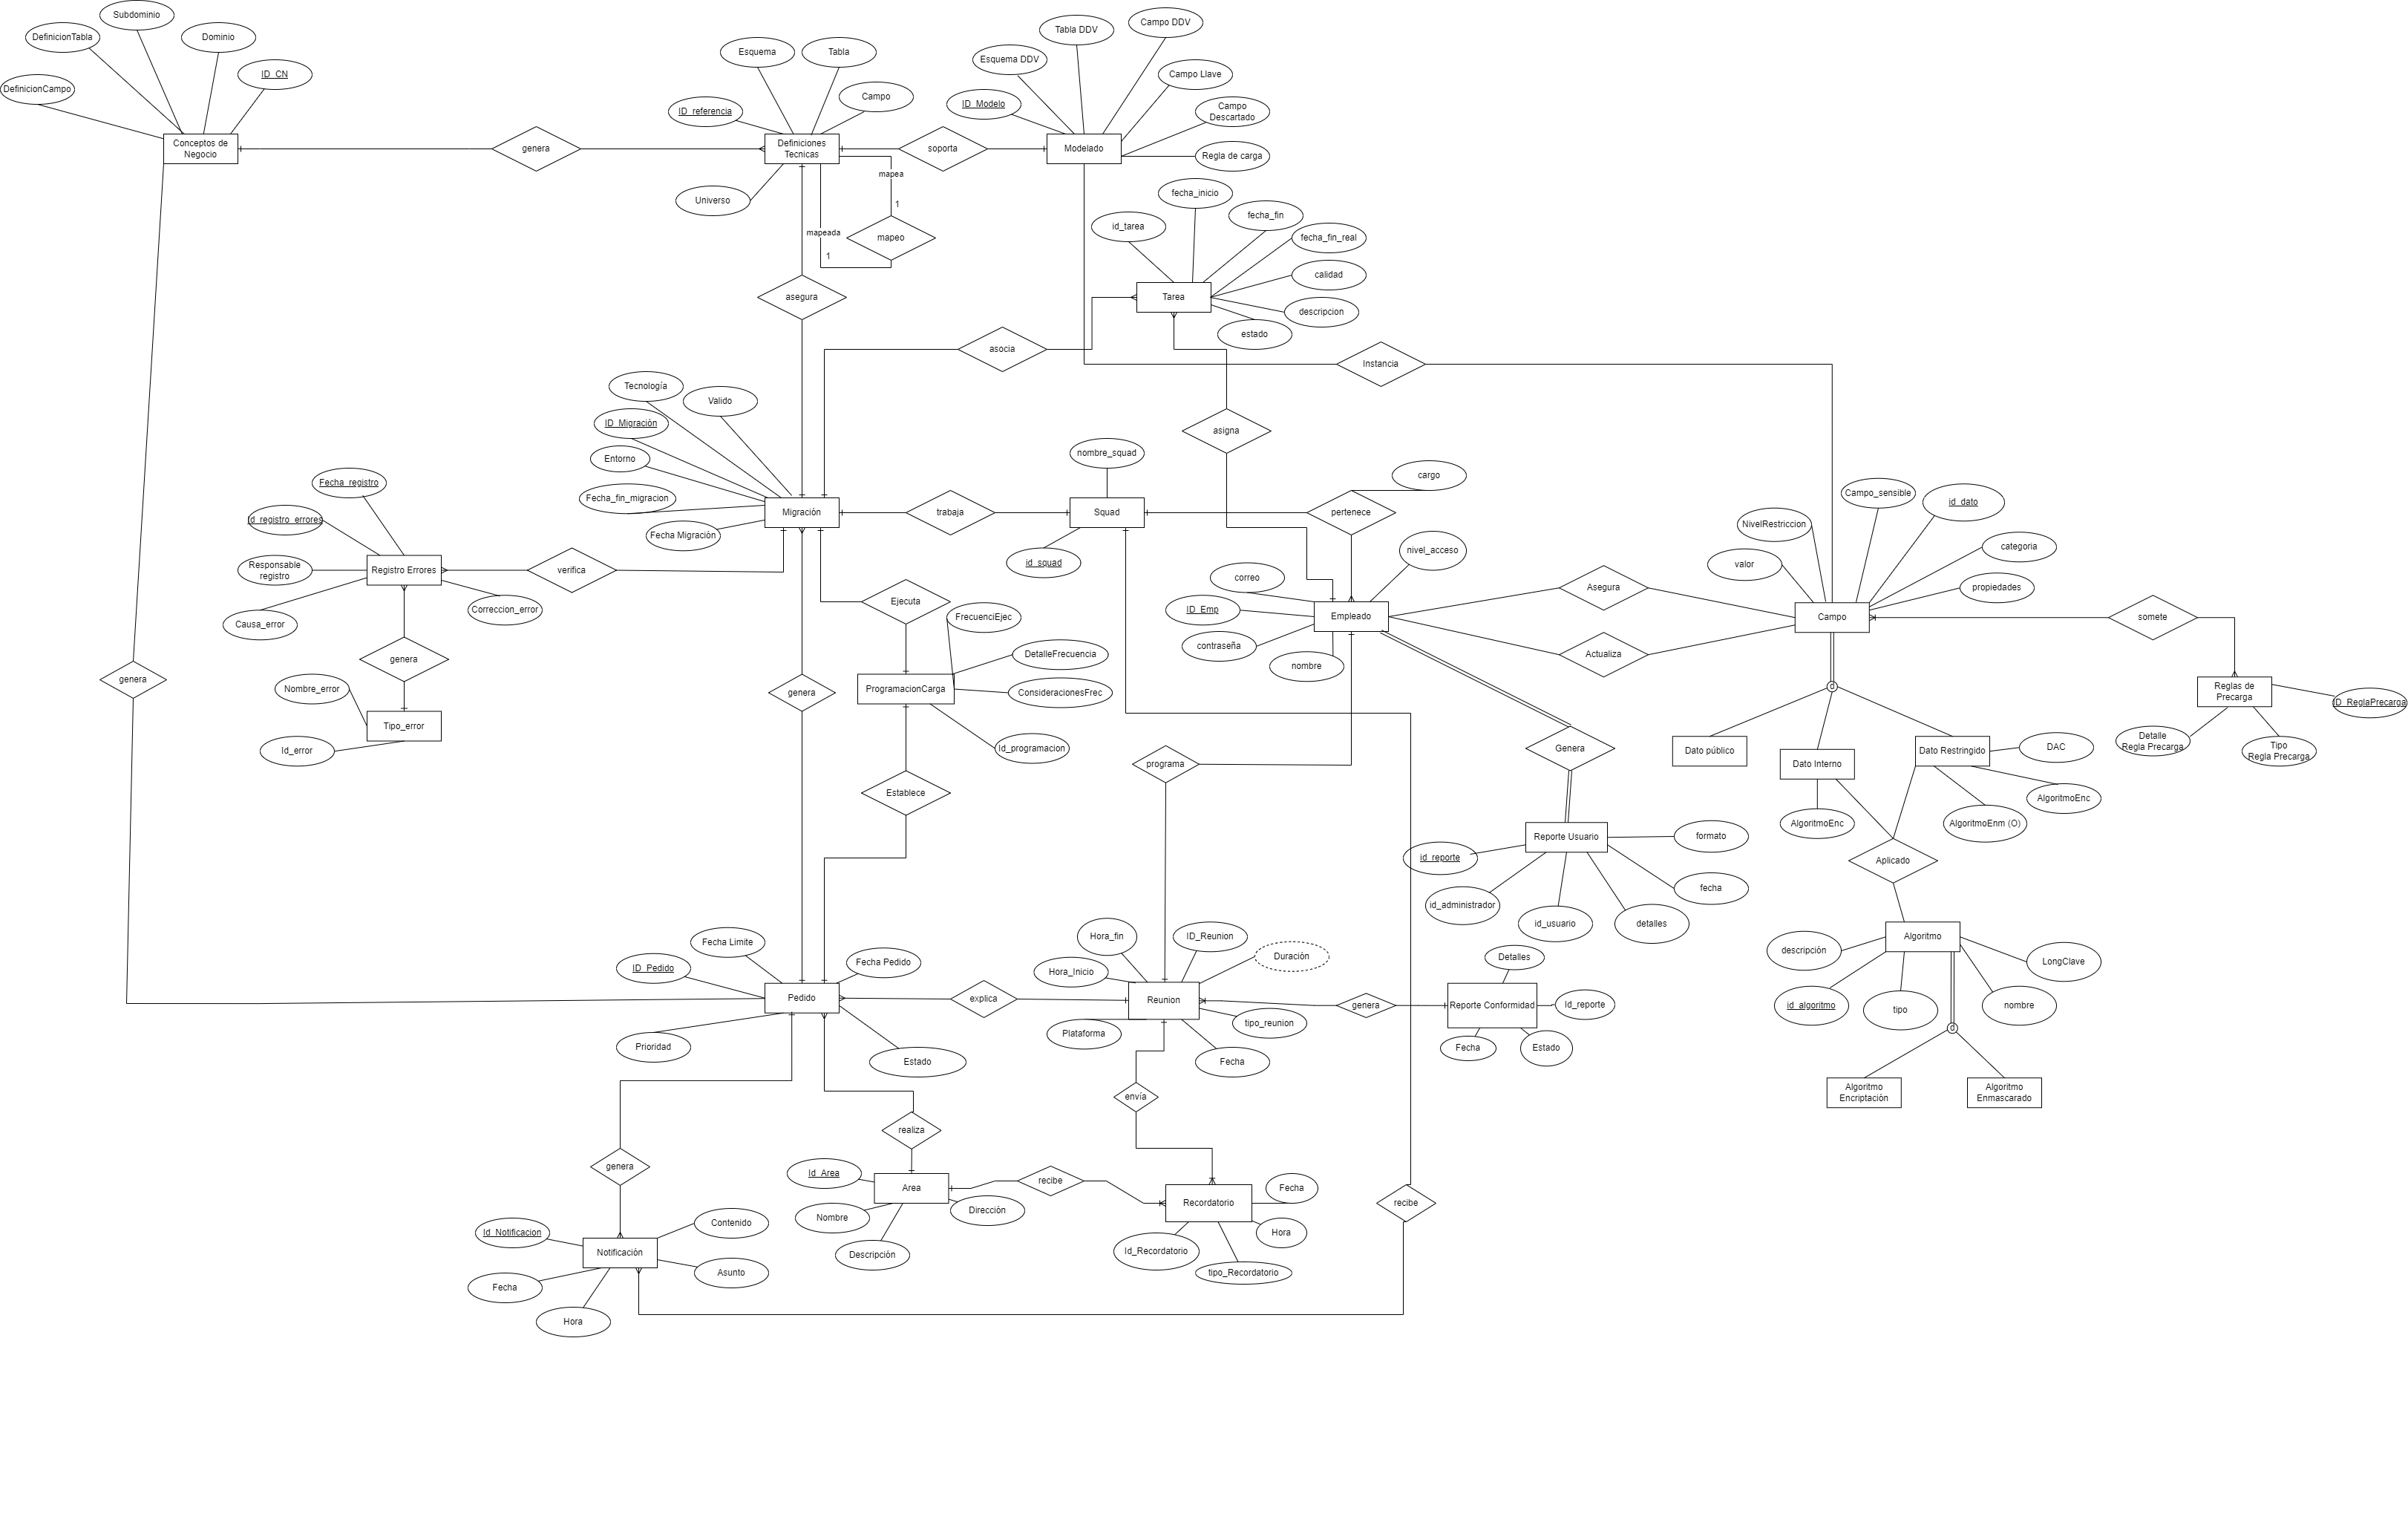 Subdominio
DefinicionTabla
Dominio
ID_CN
DefinicionCampo
Conceptos de
Negocio
genera
Esquema
Tabla
ID_referencia
Campo
Definiciones
Tecnicas
Universo
mapea
1
mapeada
mapeo
1
soporta
Campo DDV
Tabla DDV
Esquema DDV
Campo Llave
ID_Modelo
Campo
Descartado
Modelado
Regla de carga
fecha_inicio
id_tarea
fecha_fin
fecha_fin_real
calidad
Tarea
descripcion
estado
asegura
asocia
Instancia
Tecnología
Valido
ID_Migración
Entorno
Fecha_fin_migracion
Migración
Fecha Migración
asigna
nombre_squad
trabaja
Squad
id_squad
cargo
pertenece
Fecha_registro
Id_registro_errores
Responsable
registro
Registro Errores
verifica
Causa_error
Correccion_error
genera
Nombre_error
Tipo_error
Id_error
genera
Ejecuta
FrecuenciEjec
DetalleFrecuencia
ProgramacionCarga
ConsideracionesFrec
Id_programacion
genera
Establece
nivel_acceso
correo
ID_Emp
Empleado
contraseña
nombre
Asegura
Actualiza
Campo_sensible
id_dato
NivelRestriccion
categoria
valor
propiedades
Campo
somete
d
Reglas de
Precarga
ID_ReglaPrecarga
Detalle
Regla Precarga
Tipo
Regla Precarga
Dato público
Dato Interno
Dato Restringido
DAC
AlgoritmoEnc
AlgoritmoEnc
AlgoritmoEnm (O)
Aplicado
programa
Genera
Reporte Usuario
formato
id_reporte
fecha
id_administrador
id_usuario
detalles
descripción
Algoritmo
LongClave
id_algoritmo
tipo
nombre
d
Algoritmo
Encriptación
Algoritmo
Enmascarado
Fecha Limite
ID_Pedido
Fecha Pedido
Pedido
Prioridad
Estado
explica
Hora_fin
ID_Reunion
Duración
Hora_Inicio
Reunion
Plataforma
tipo_reunion
Fecha
genera
Detalles
Reporte Conformidad
Id_reporte
Fecha
Estado
envía
realiza
genera
Id_Area
Area
recibe
Nombre
Dirección
Descripción
Fecha
Recordatorio
Hora
Id_Recordatorio
tipo_Recordatorio
recibe
Id_Notificacion
Contenido
Notificación
Asunto
Fecha
Hora